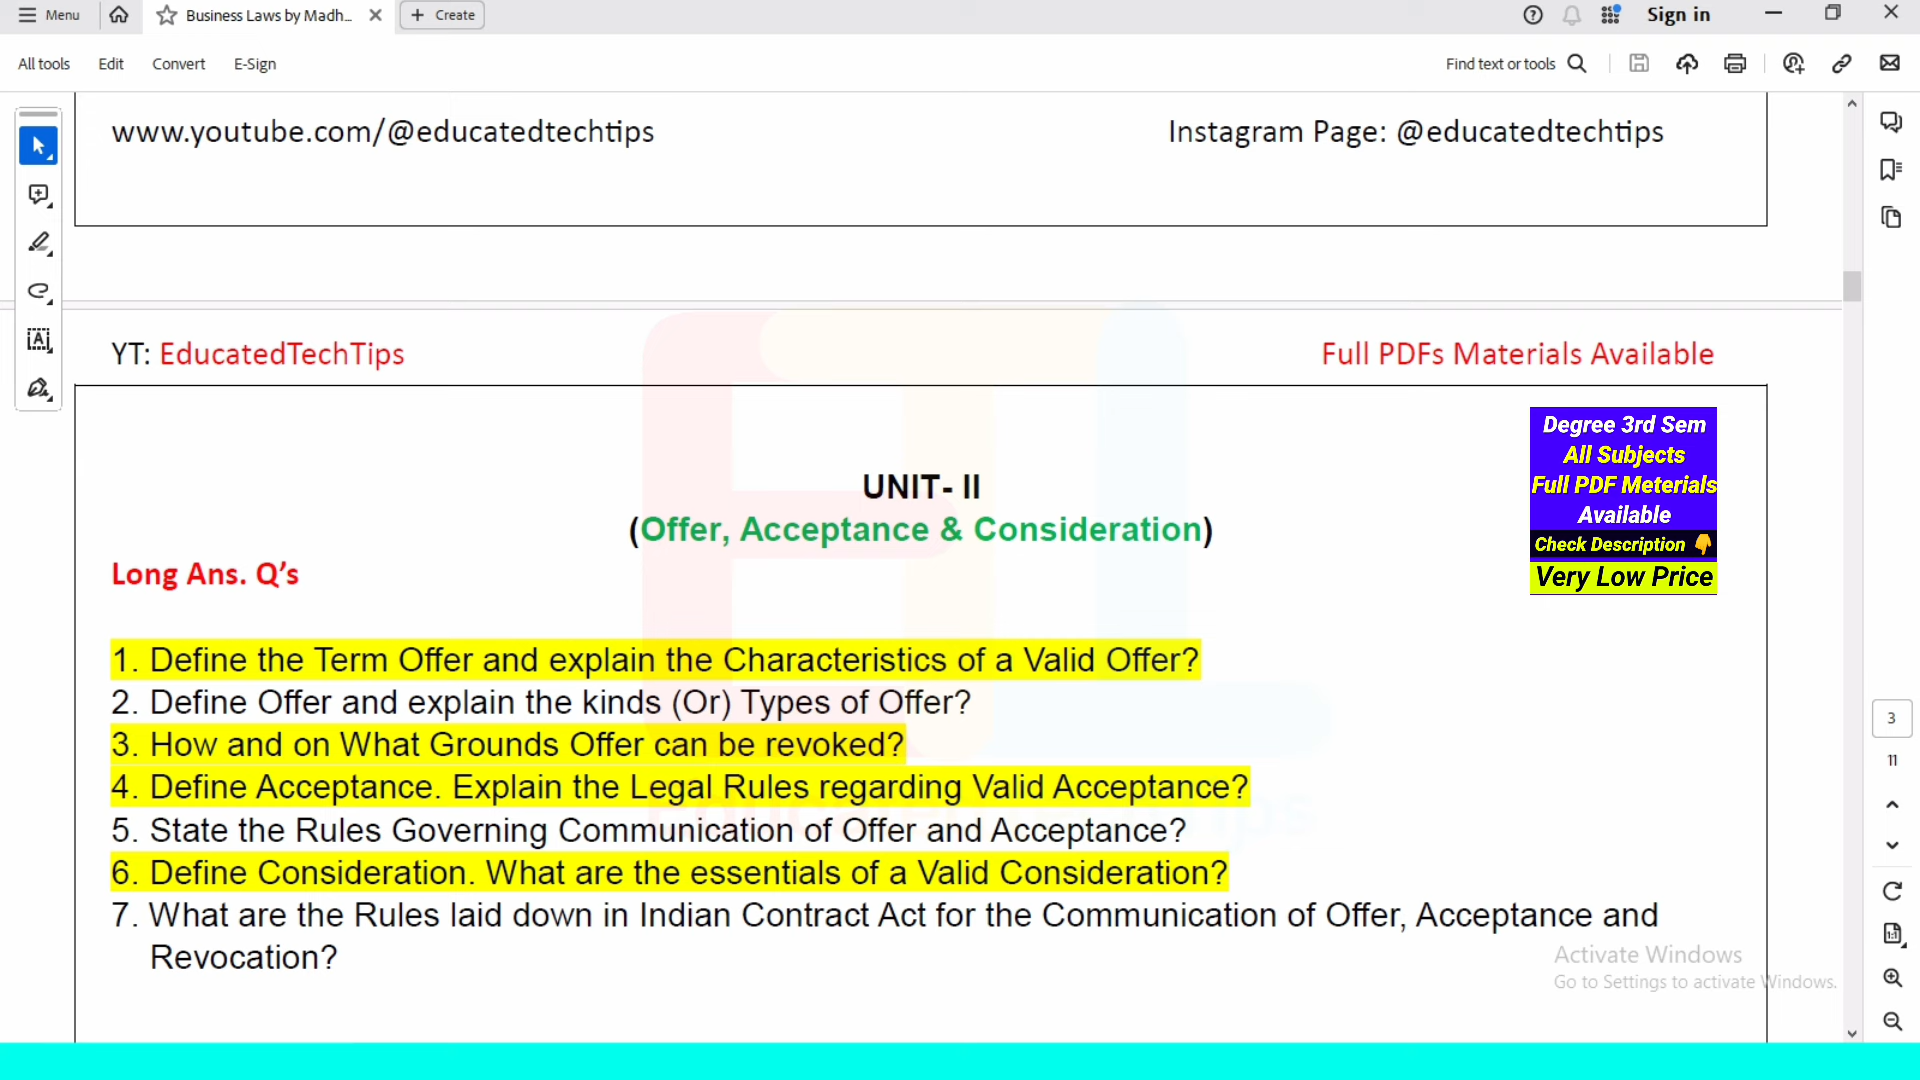 Menu
Business Laws by Madh...
Create
Sign in
All tools
Edit
Convert
E-Sign
Find text or tools
www.youtube.com/@educatedtechtips
Instagram Page: @educatedtechtips
YT: EducatedTechTips
Full PDFs Materials Available
Degree 3rd Sem
All Subjects
Full PDF Meterials
Available
Check Description 👇
Very Low Price
UNIT- II
(Offer, Acceptance & Consideration)
Long Ans. Q's
1. Define the Term Offer and explain the Characteristics of a Valid Offer?
2. Define Offer and explain the kinds (Or) Types of Offer?
3. How and on What Grounds Offer can be revoked?
4. Define Acceptance. Explain the Legal Rules regarding Valid Acceptance?
5. State the Rules Governing Communication of Offer and Acceptance?
6. Define Consideration. What are the essentials of a Valid Consideration?
7. What are the Rules laid down in Indian Contract Act for the Communication of Offer, Acceptance and
Revocation?
3
11
Activate Windows
Go to Settings to activate Windows.